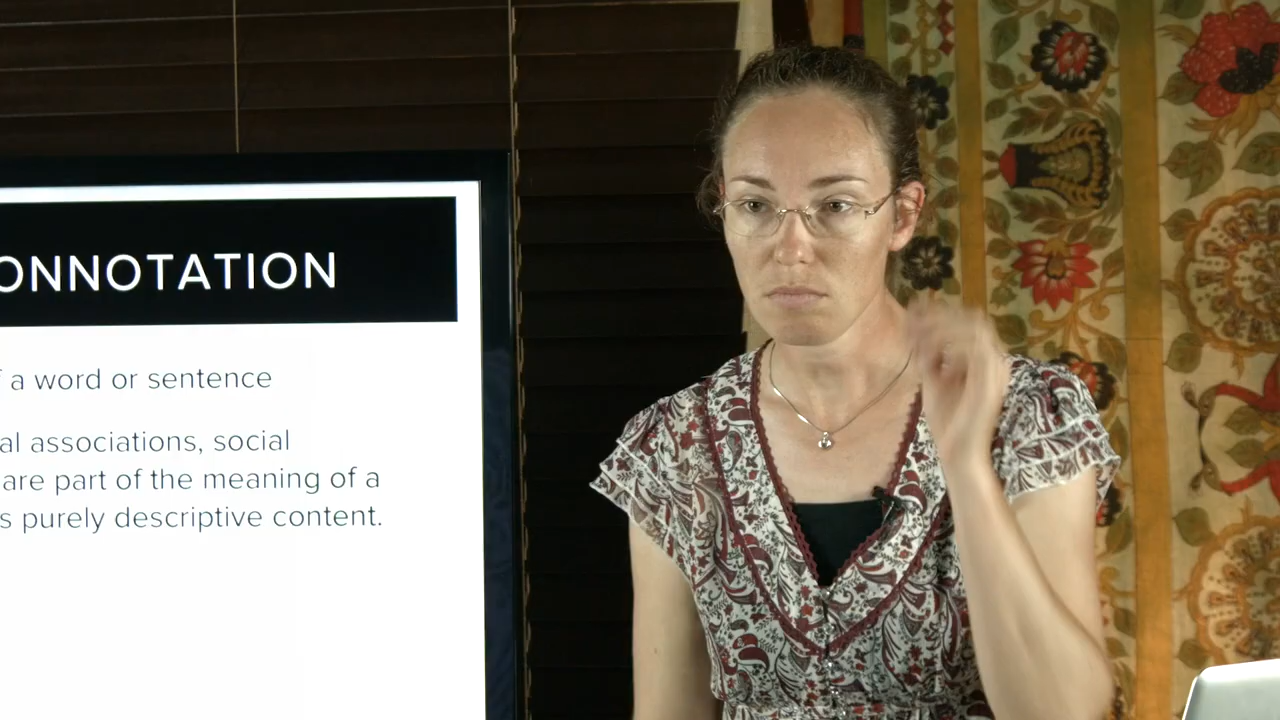 ONNOTATION
f a word or sentence
al associations, social
are part of the meaning of a
s purely descriptive content.